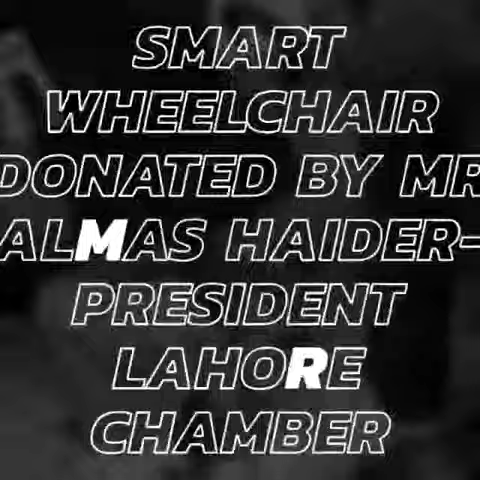 SMART
WHEELCHAIR
DONATED BY MR
ALMAS HAIDER-
PRESIDENT
LAHORE
CHAMBER